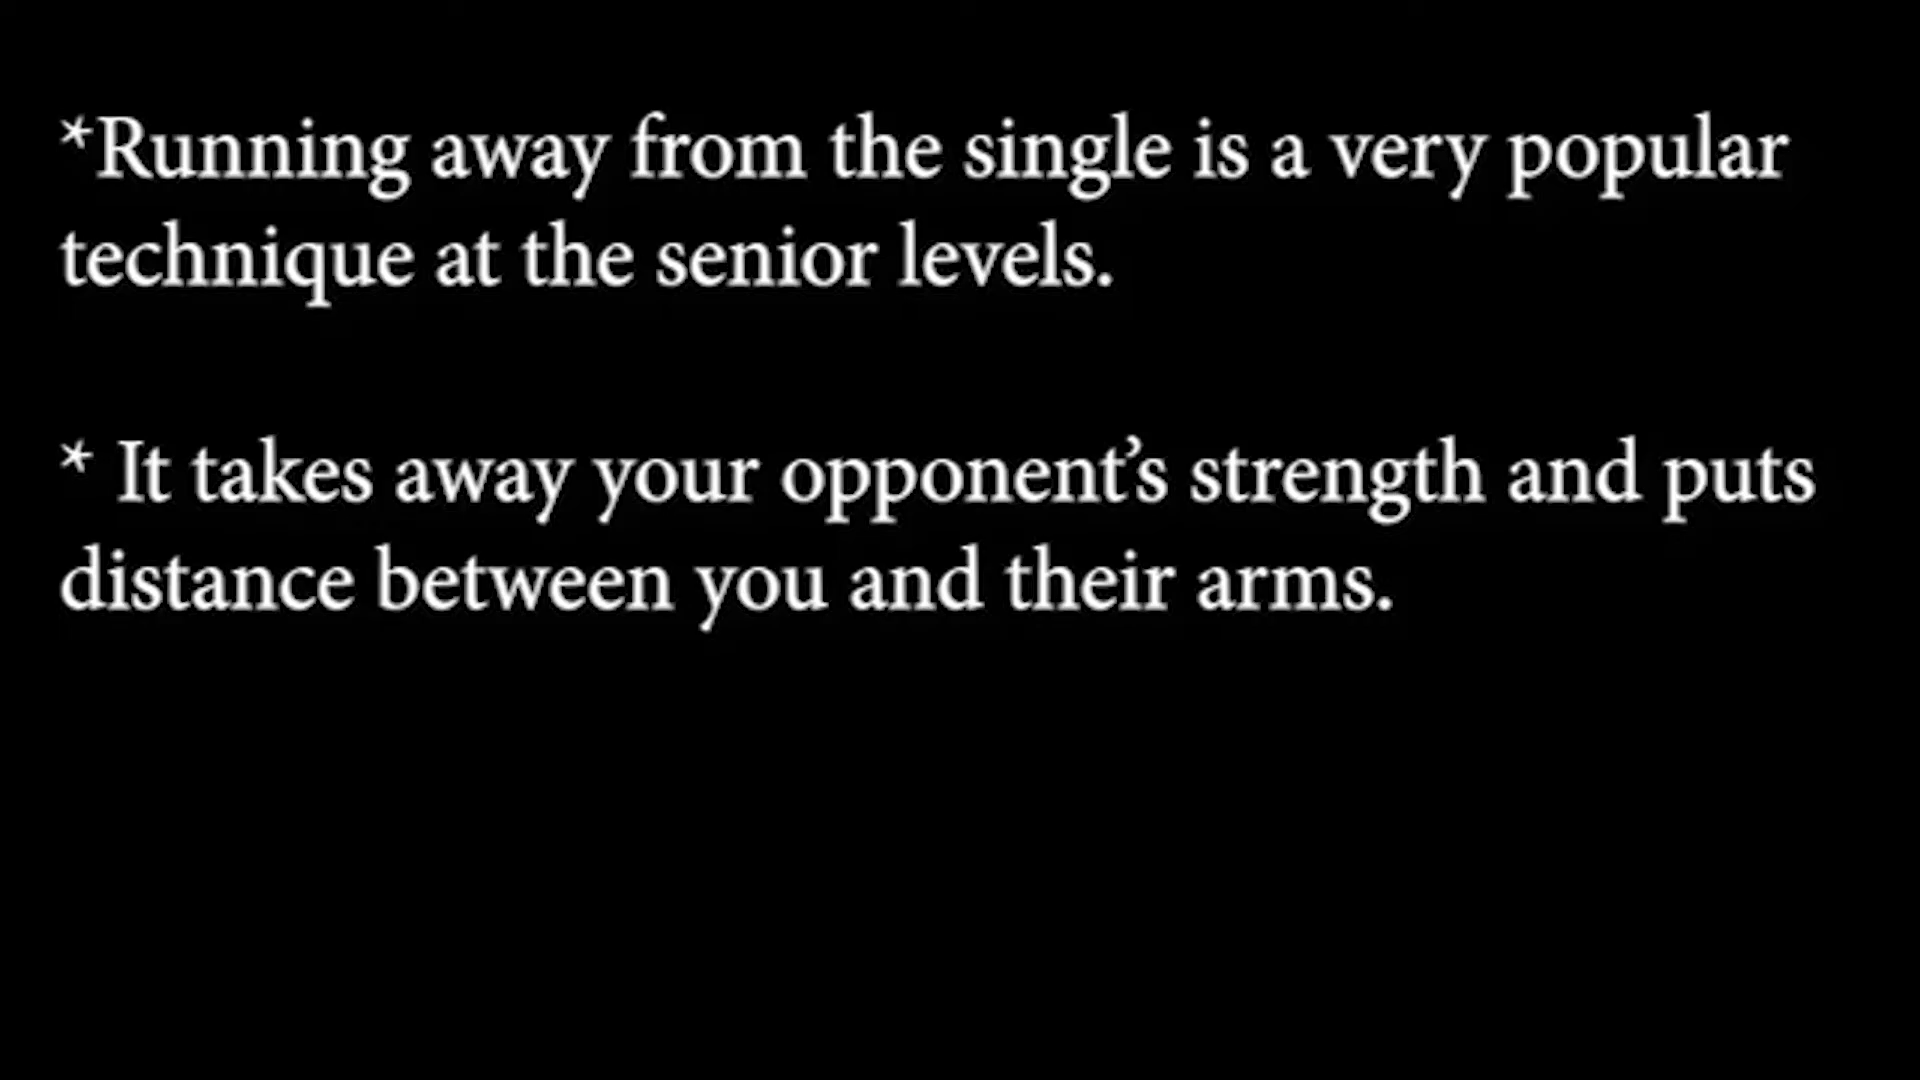 *Running away from the single is a very popular
technique at the senior levels.
* It takes away your opponent’s strength and puts
distance between you and their arms.